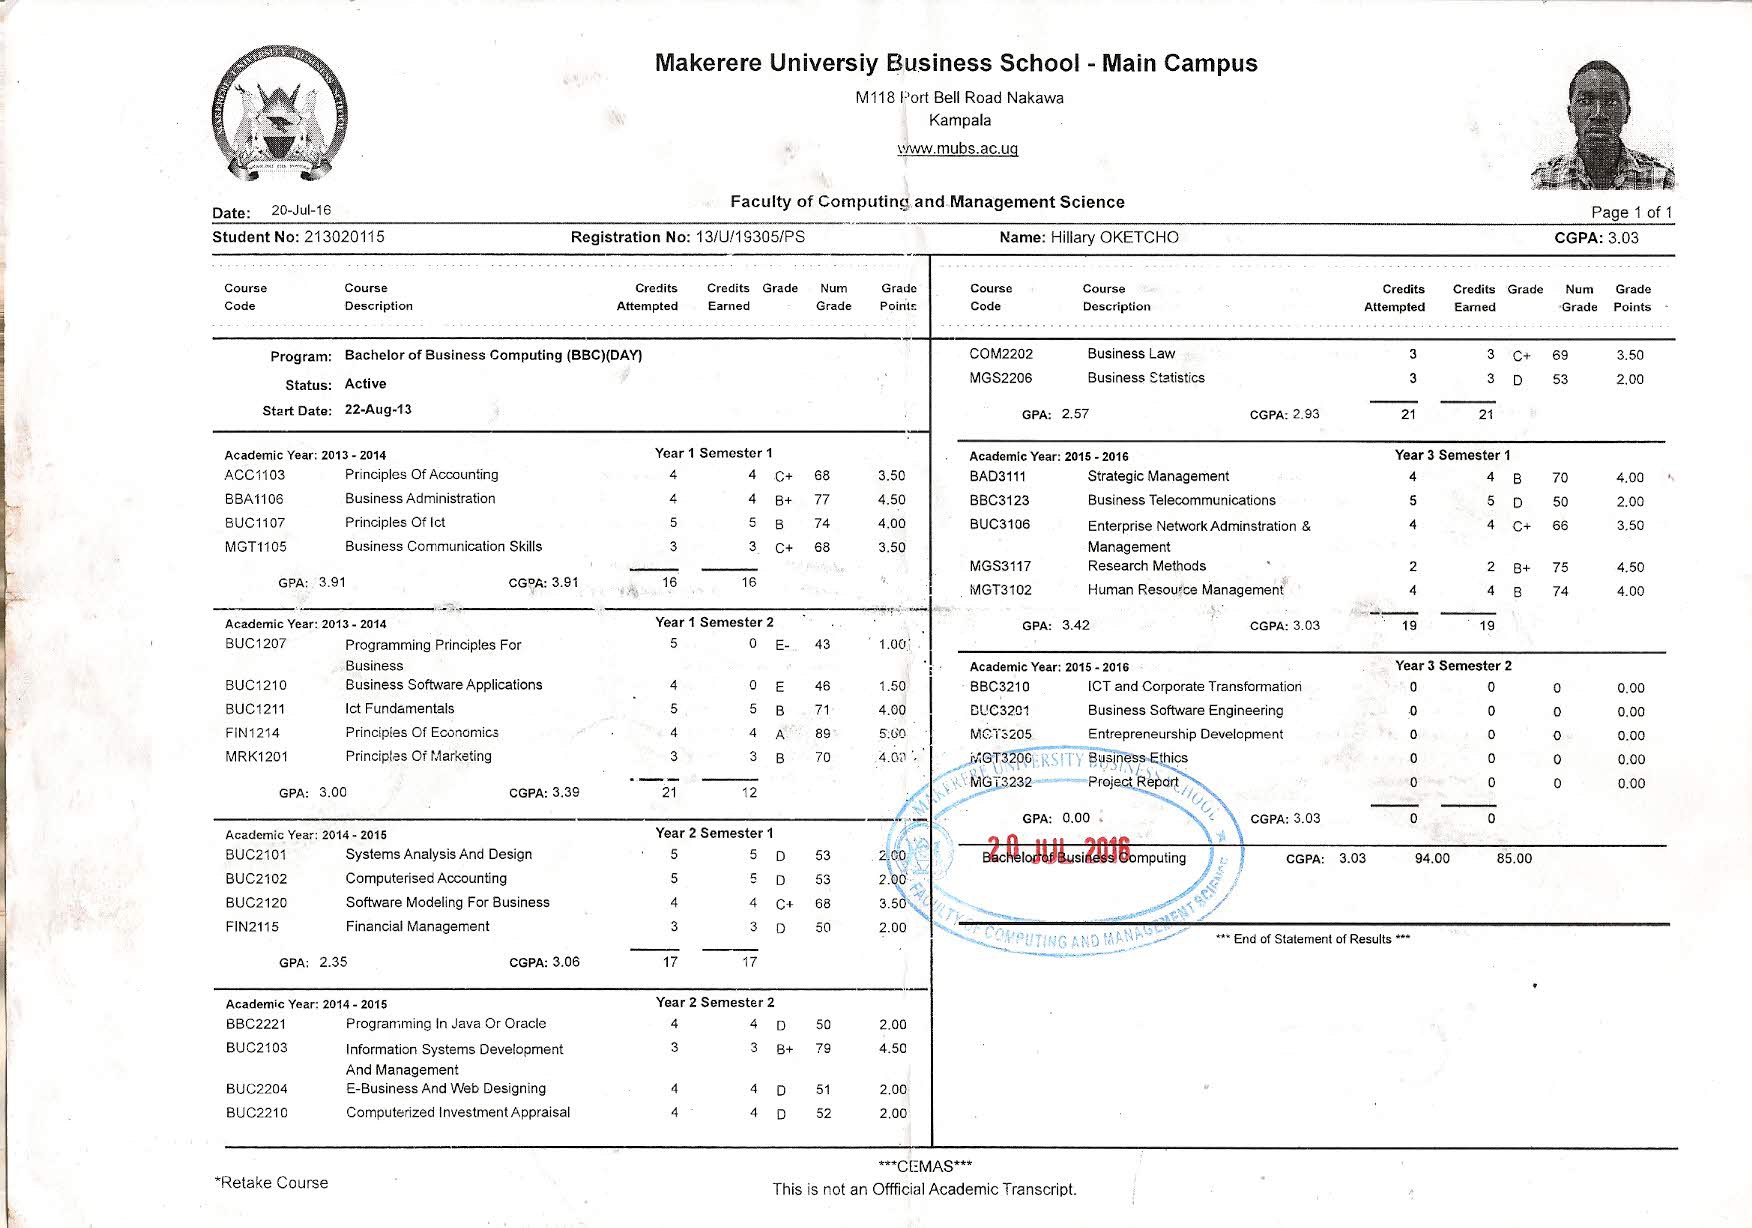 Makerere Universiy Business School - Main Campus
M118 Port Bell Road Nakawa
Kampala
www.mubs.ac.ug
Faculty of Computing and Management Science
Date: 20-Jul-16
Page 1 of 1
Student No: 213020115 Registration No: 13/U/19305/PS Name: Hillary OKETCHO CGPA: 3.03
Course Course Credits Credits Grade Num Grade
Code Description Attempted Earned Grade Points
Program: Bachelor of Business Computing (BBC)(DAY)
Status: Active
Start Date: 22-Aug-13
Academic Year: 2013 - 2014 Year 1 Semester 1
ACC1103 Principles Of Accounting 4 4 C+ 68 3.50
BBA1106 Business Administration 4 4 B+ 77 4.50
BUC1107 Principles Of Ict 5 5 B 74 4.00
MGT1105 Business Communication Skills 3 3 C+ 68 3.50
GPA: 3.91 CGPA: 3.91 16 16
Academic Year: 2013 - 2014 Year 1 Semester 2
BUC1207 Programming Principles For 5 0 E- 43 1.00
Business
BUC1210 Business Software Applications 4 0 E 46 1.50
BUC1211 Ict Fundamentals 5 5 B 71 4.00
FIN1214 Principles Of Economics 4 4 A 89 5.00
MRK1201 Principles Of Marketing 3 3 B 70 4.00
GPA: 3.00 CGPA: 3.39 21 12
Academic Year: 2014 - 2015 Year 2 Semester 1
BUC2101 Systems Analysis And Design 5 5 D 53 2.00
BUC2102 Computerised Accounting 5 5 D 53 2.00
BUC2120 Software Modeling For Business 4 4 C+ 68 3.50
FIN2115 Financial Management 3 3 D 50 2.00
GPA: 2.35 CGPA: 3.06 17 17
Academic Year: 2014 - 2015 Year 2 Semester 2
BBC2221 Programming In Java Or Oracle 4 4 D 50 2.00
BUC2103 Information Systems Development 3 3 B+ 79 4.50
And Management
BUC2204 E-Business And Web Designing 4 4 D 51 2.00
BUC2210 Computerized Investment Appraisal 4 4 D 52 2.00
Course Course Credits Credits Grade Num Grade
Code Description Attempted Earned Grade Points
COM2202 Business Law 3 3 C+ 69 3.50
MGS2206 Business Statistics 3 3 D 53 2.00
GPA: 2.57 CGPA: 2.93 21 21
Academic Year: 2015 - 2016 Year 3 Semester 1
BAD3111 Strategic Management 4 4 B 70 4.00
BBC3123 Business Telecommunications 5 5 D 50 2.00
BUC3106 Enterprise Network Adminstration & 4 4 C+ 66 3.50
Management
MGS3117 Research Methods 2 2 B+ 75 4.50
MGT3102 Human Resource Management 4 4 B 74 4.00
GPA: 3.42 CGPA: 3.03 19 19
Academic Year: 2015 - 2016 Year 3 Semester 2
BBC3210 ICT and Corporate Transformation 0 0 0 0.00
BUC3201 Business Software Engineering 0 0 0 0.00
MGT3205 Entrepreneurship Development 0 0 0 0.00
MGT3206 Business Ethics 0 0 0 0.00
MGT3232 Project Report 0 0 0 0.00
GPA: 0.00 CGPA: 3.03 0 0
Bachelor of Business Computing CGPA: 3.03 94.00 85.00
MAKERERE UNIVERSITY BUSINESS SCHOOL
20 JUL 2016
FACULTY OF COMPUTING AND MANAGEMENT SCIENCE
*** End of Statement of Results ***
***CEMAS***
*Retake Course
This is not an Offficial Academic Transcript.